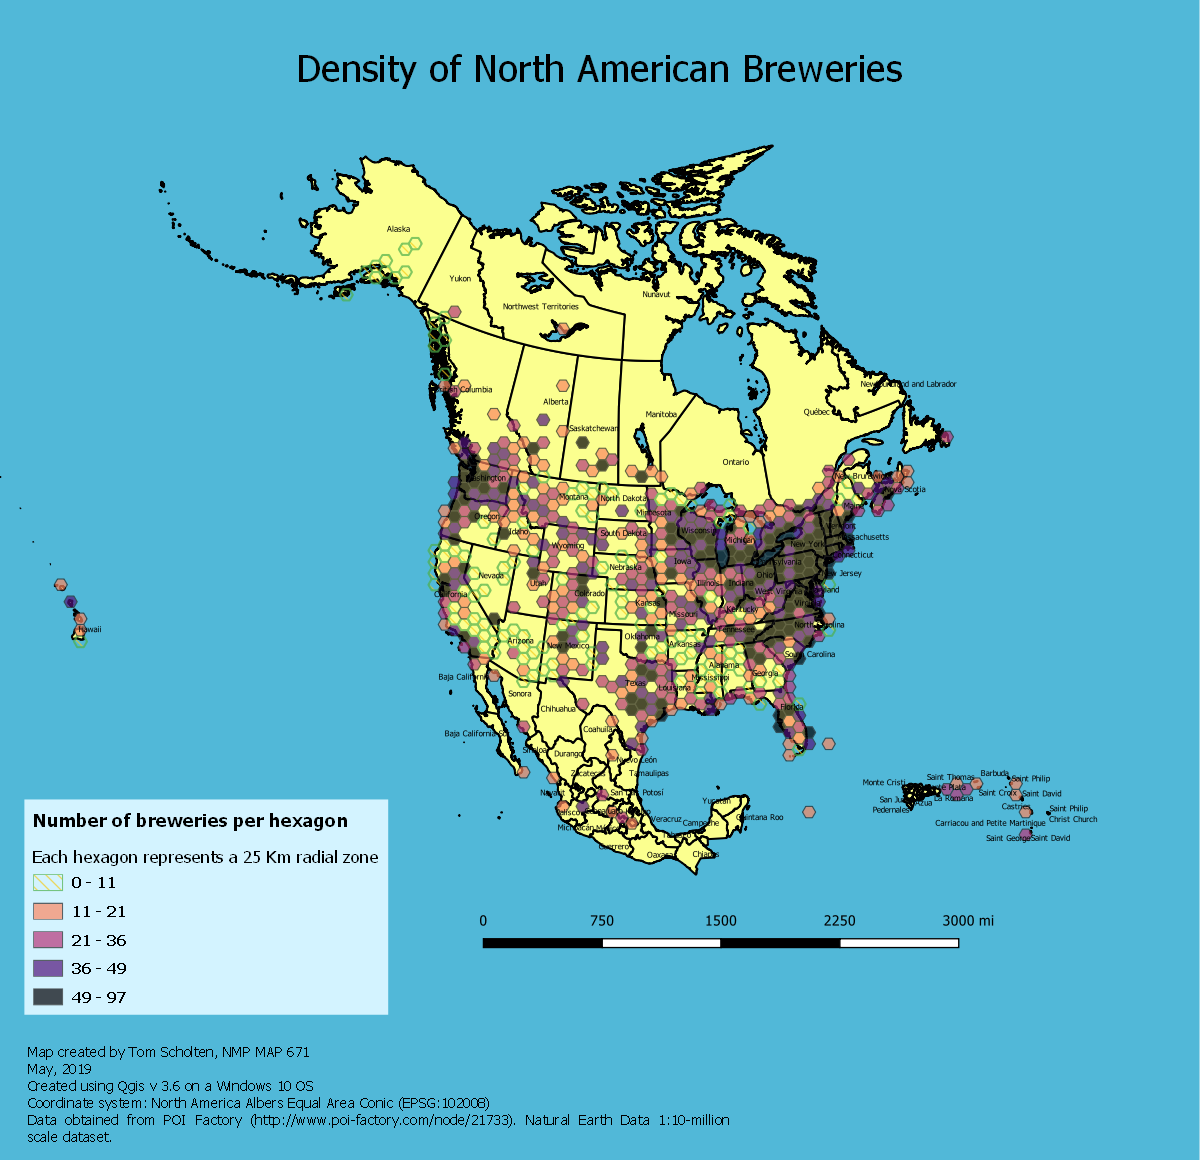 Density of North American Breweries
Alaska
Yukon
Northwest Territories
Nunavut
British Columbia
Alberta
Saskatchewan
Manitoba
Ontario
Québec
Newfoundland and Labrador
New Brunswick
Nova Scotia
Maine
Washington
Montana
North Dakota
Minnesota
Oregon
Idaho
Wyoming
South Dakota
Wisconsin
Michigan
New York
Vermont
Massachusetts
Connecticut
Pennsylvania
New Jersey
Iowa
Nebraska
Nevada
Utah
Colorado
California
Illinois
Indiana
Ohio
West Virginia
Virginia
Kansas
Missouri
Kentucky
Hawaii
Arizona
New Mexico
Oklahoma
Arkansas
Tennessee
North Carolina
South Carolina
Alabama
Mississippi
Georgia
Texas
Louisiana
Florida
Baja California
Sonora
Chihuahua
Coahuila
Baja California Sur
Sinaloa
Durango
Nuevo León
Tamaulipas
Zacatecas
San Luis Potosí
Nayarit
Jalisco
Michoacán
México
Guerrero
Veracruz
Oaxaca
Tabasco
Chiapas
Campeche
Yucatán
Quintana Roo
Monte Cristi
San Juan
Pedernales
Azua
La Romana
Saint Thomas
Saint Croix
Barbuda
Saint Philip
Saint David
Castries
Saint Philip
Christ Church
Carriacou and Petite Martinique
Saint George
Saint David
Number of breweries per hexagon
Each hexagon represents a 25 Km radial zone
0 - 11
11 - 21
21 - 36
36 - 49
49 - 97
0 750 1500 2250 3000 mi
Map created by Tom Scholten, NMP MAP 671
May, 2019
Created using Qgis v 3.6 on a Windows 10 OS
Coordinate system: North America Albers Equal Area Conic (EPSG:102008)
Data obtained from POI Factory (http://www.poi-factory.com/node/21733). Natural Earth Data 1:10-million
scale dataset.